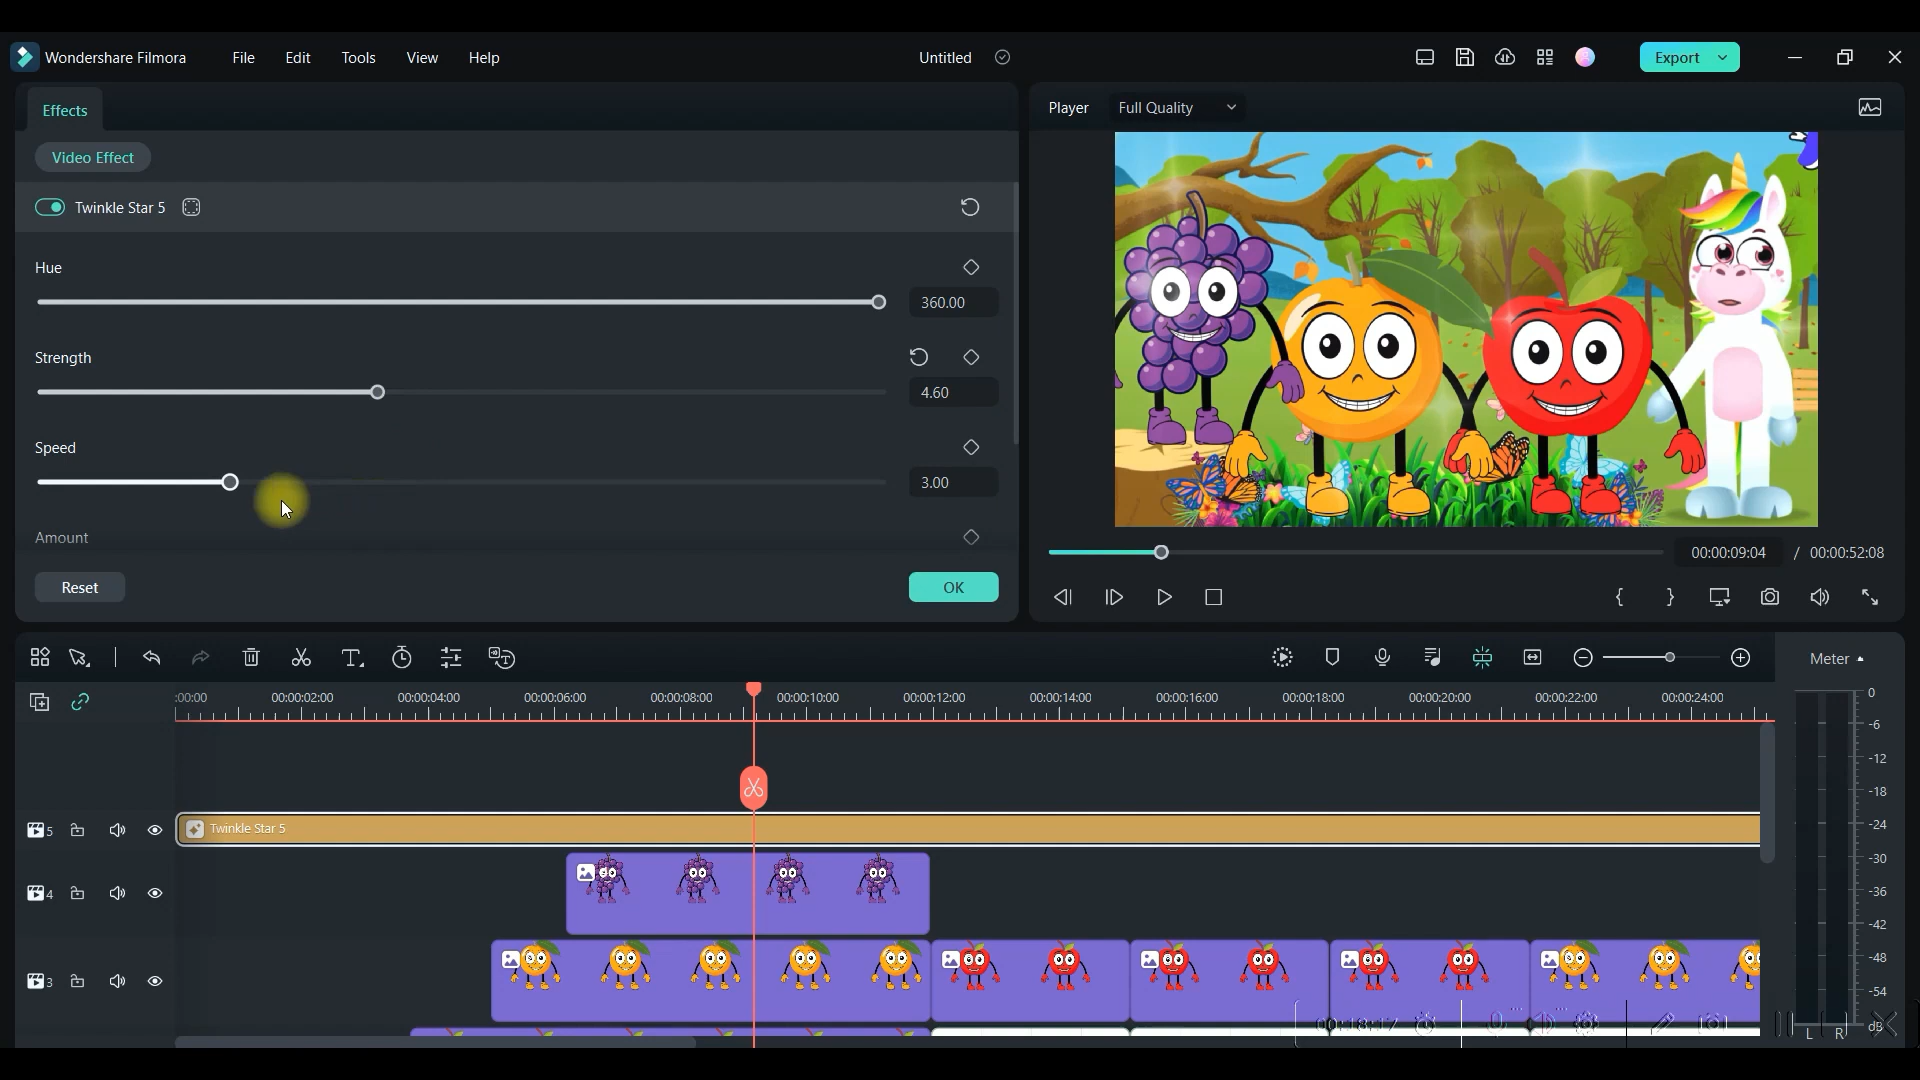 Wondershare Filmora File Edit Tools View Help Untitled Export
Effects
Player Full Quality
Video Effect
Twinkle Star 5
Hue
360.00
Strength
4.60
Speed
3.00
Amount
00:00:09:04 / 00:00:52:08
Reset OK
Meter
:00:00 00:00:02:00 00:00:04:00 00:00:06:00 00:00:08:00 00:00:10:00 00:00:12:00 00:00:14:00 00:00:16:00 00:00:18:00 00:00:20:00 00:00:22:00 00:00:24:00
0
-6
-12
-18
-24
-30
-36
-42
-48
-54
dB
L R
5 Twinkle Star 5
4
3
00:18:17